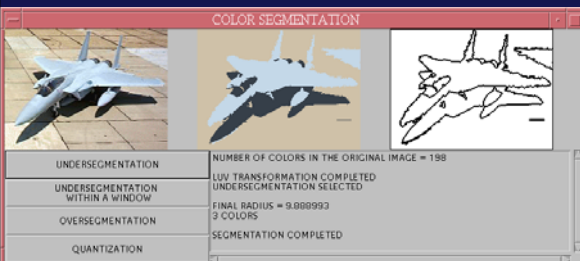 COLOR SEGMENTATION
UNDERSEGMENTATION
UNDERSEGMENTATION
WITHIN A WINDOW
OVERSEGMENTATION
QUANTIZATION
NUMBER OF COLORS IN THE ORIGINAL IMAGE = 198
LUV TRANSFORMATION COMPLETED
UNDERSEGMENTATION SELECTED
FINAL RADIUS = 9.888993
3 COLORS
SEGMENTATION COMPLETED